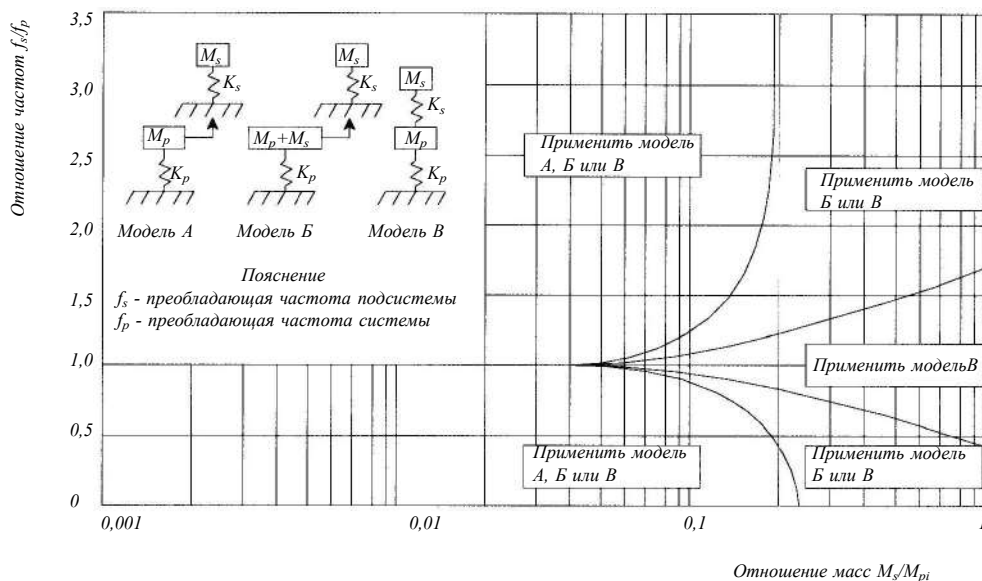 Отношение частот fs/fp
3,5
3,0
2,5
2,0
1,5
1,0
0,5
0
Ms
Ks
Mp
Kp
Модель А
Ms
Ks
Mp+Ms
Kp
Модель Б
Ms
Ks
Mp
Kp
Модель В
Пояснение
fs - преобладающая частота подсистемы
fp - преобладающая частота системы
Применить модель
А, Б или В
Применить модель
Б или В
Применить модельВ
Применить модель
А, Б или В
Применить модель
Б или В
0,001
0,01
0,1
1
Отношение масс Ms/Mpi